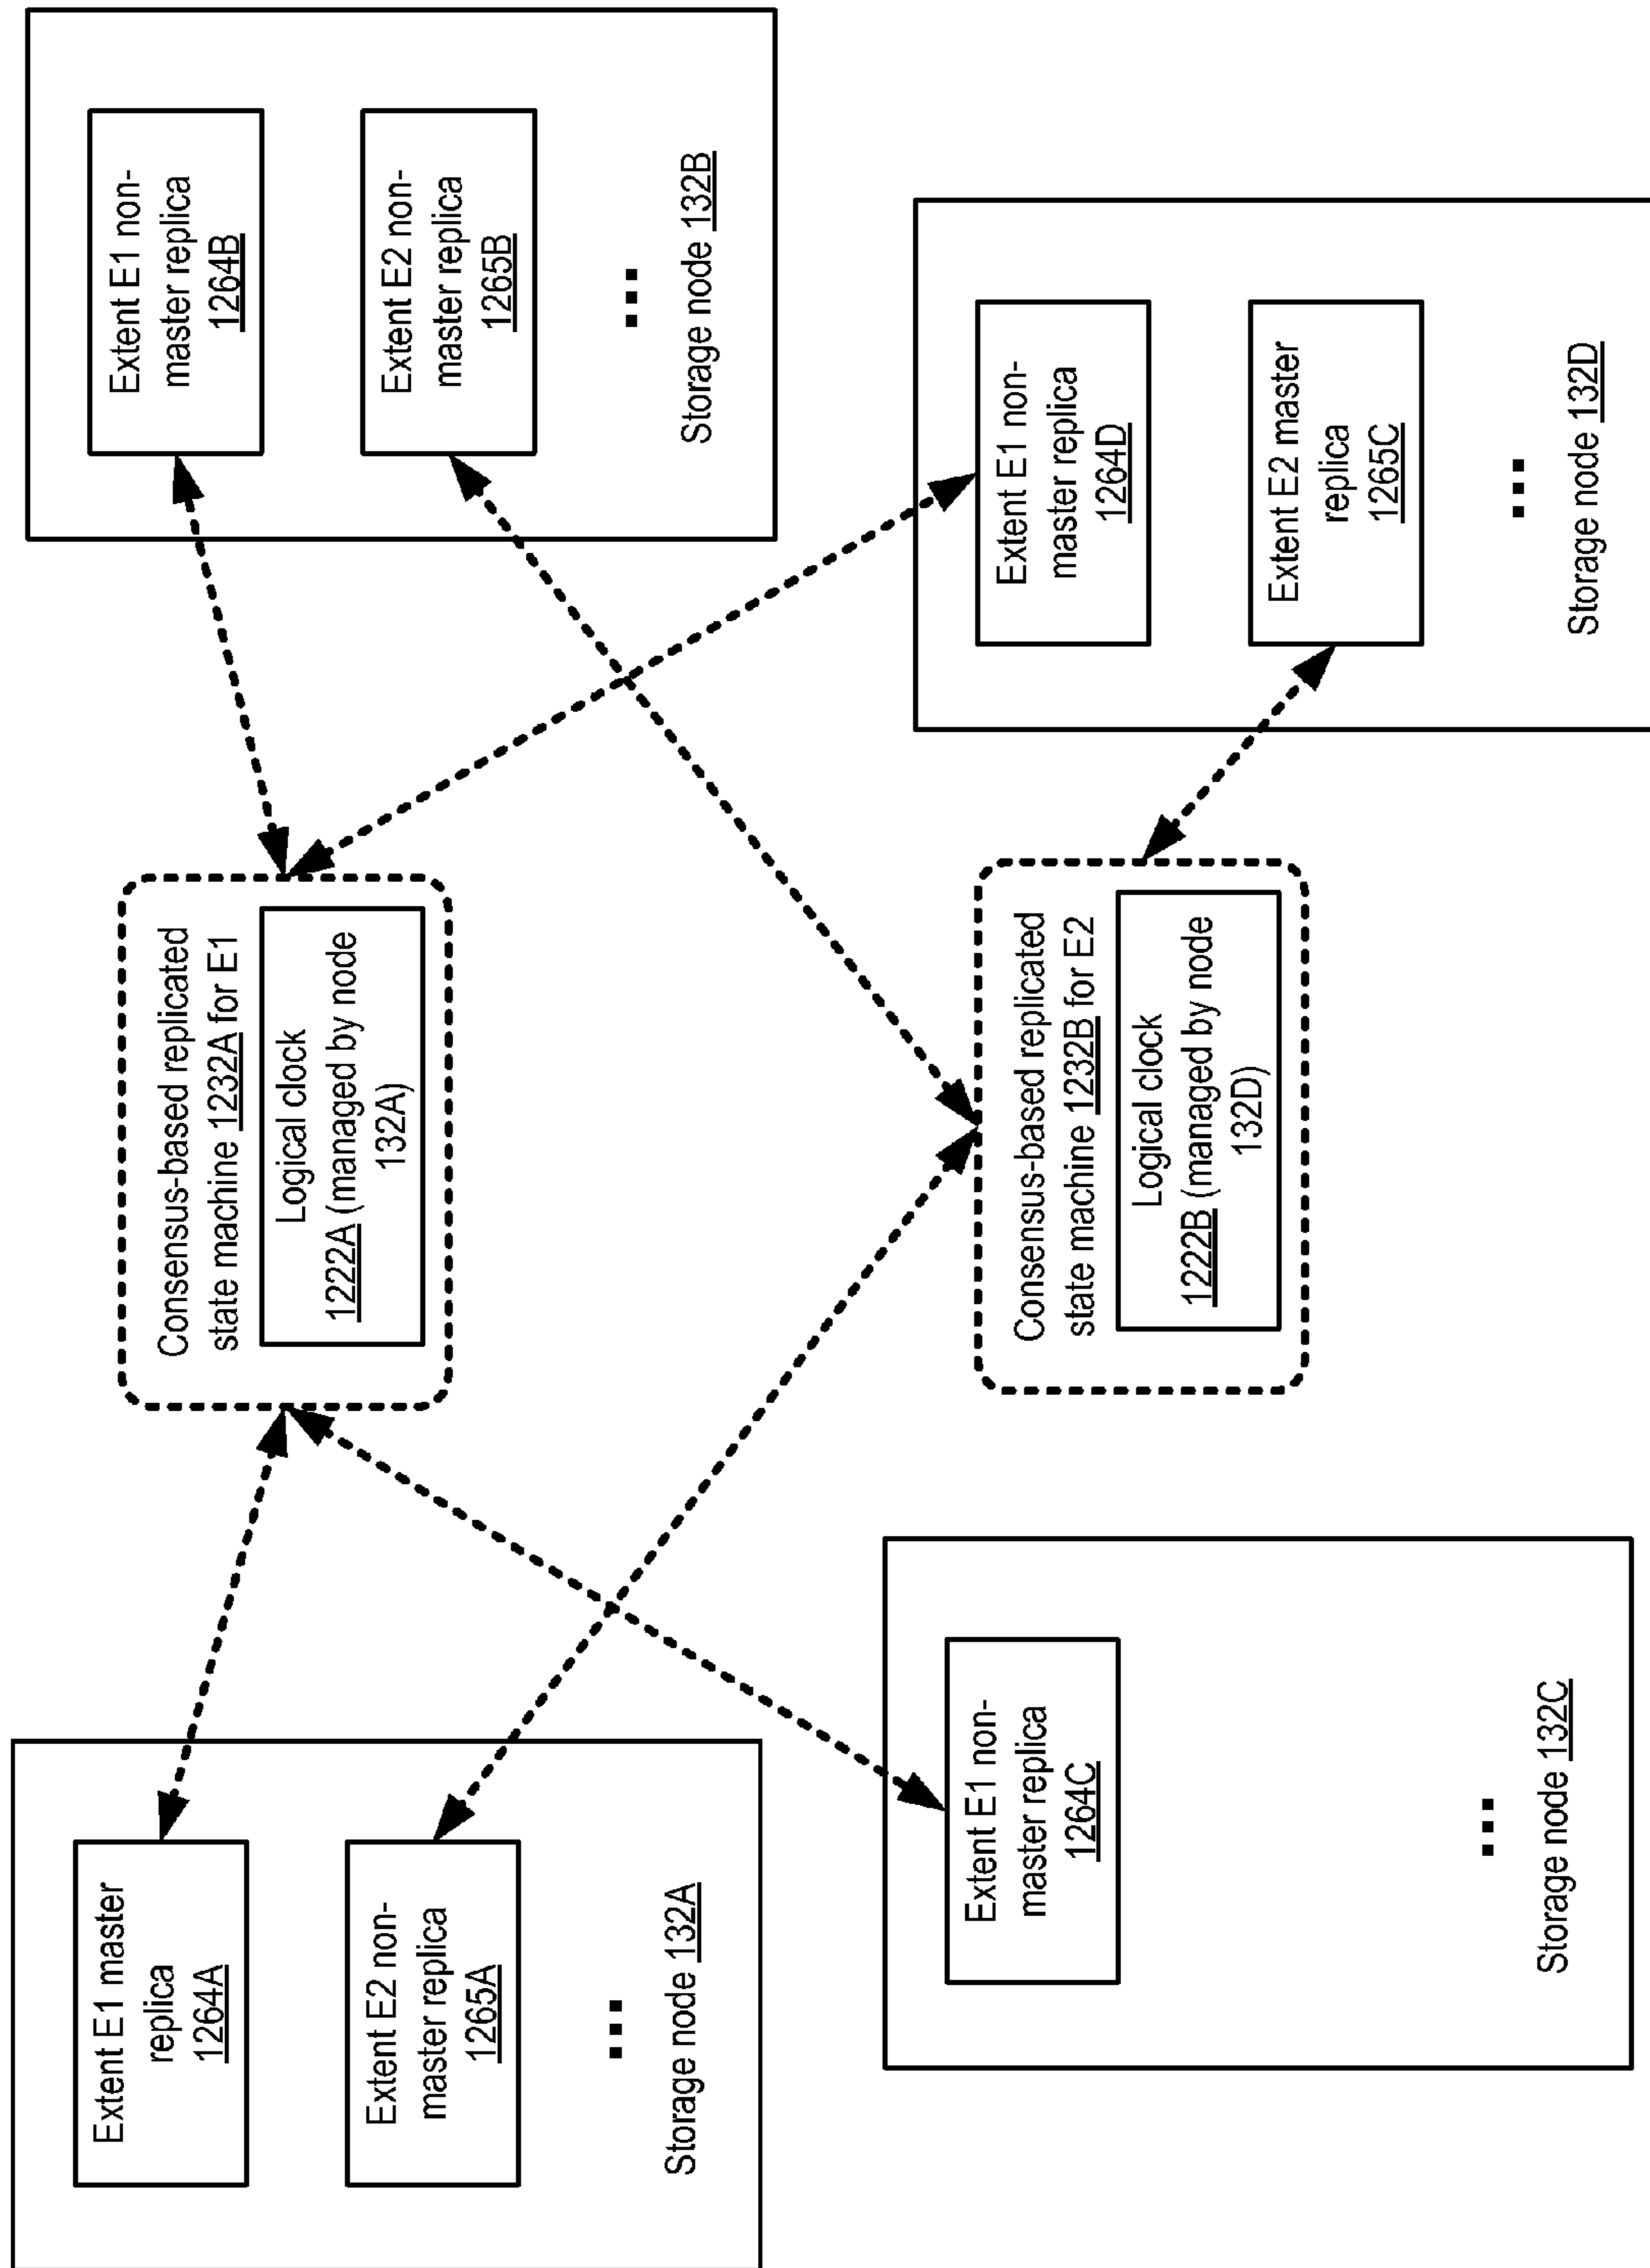 Extent E1 master
replica
1264A
Extent E2 non-
master replica
1265A
...
Storage node 132A
Consensus-based replicated
state machine 1232A for E1
Logical clock
1222A (managed by node
132A)
Extent E1 non-
master replica
1264B
Extent E2 non-
master replica
1265B
...
Storage node 132B
Extent E1 non-
master replica
1264C
...
Storage node 132C
Consensus-based replicated
state machine 1232B for E2
Logical clock
1222B (managed by node
132D)
Extent E1 non-
master replica
1264D
Extent E2 master
replica
1265C
...
Storage node 132D